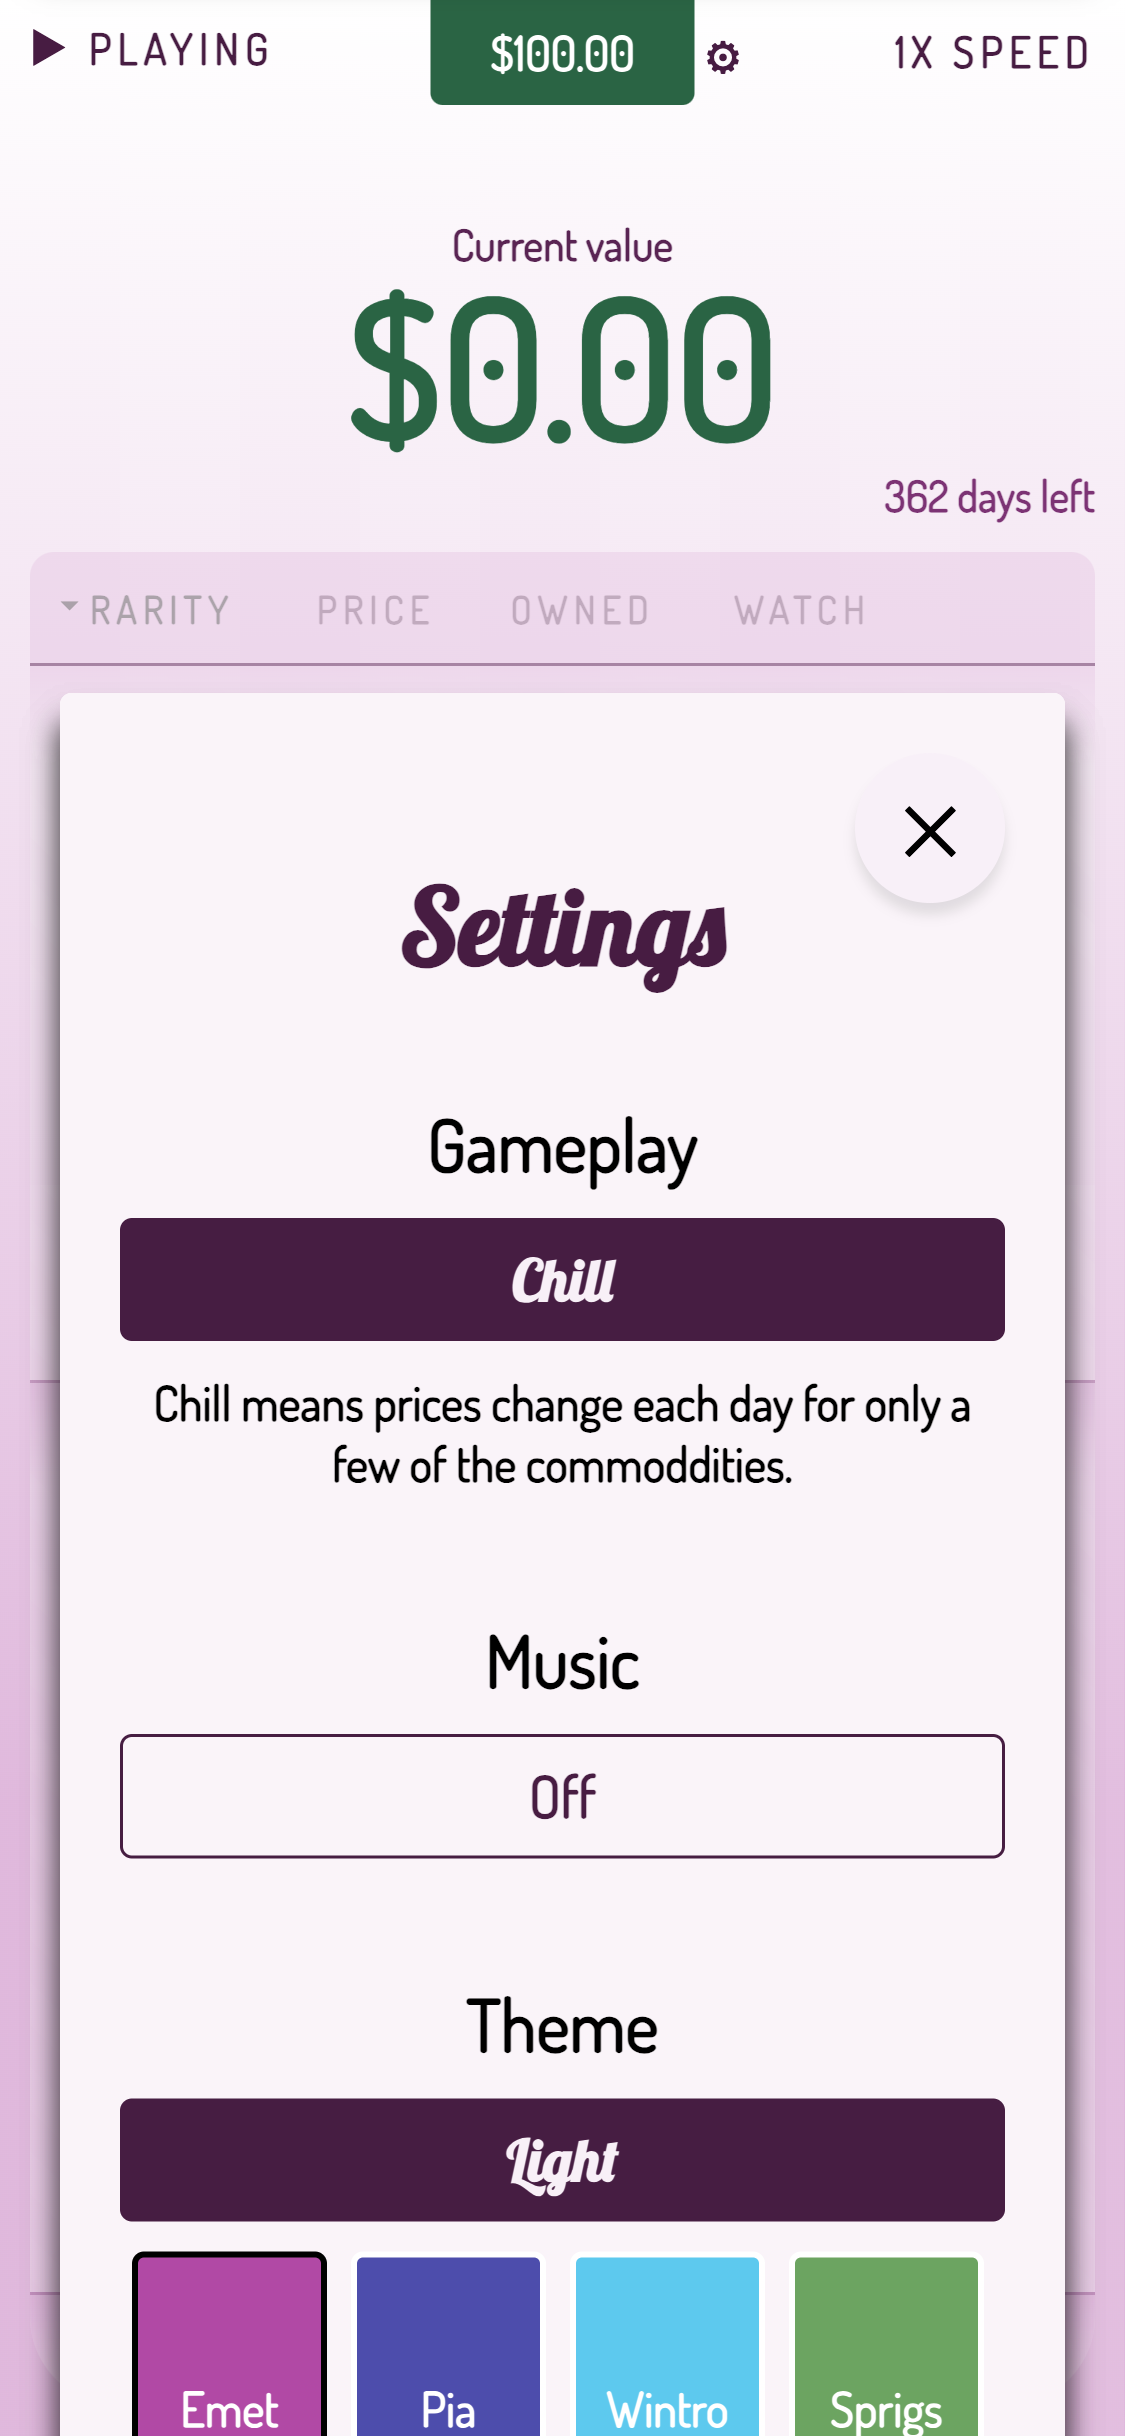 PLAYING
$100.00
1X SPEED
Current value
$0.00
362 days left
RARITY PRICE OWNED WATCH
Settings
Gameplay
Chill
Chill means prices change each day for only a
few of the commoddities.
Music
Off
Theme
Light
Emet Pia Wintro Sprigs